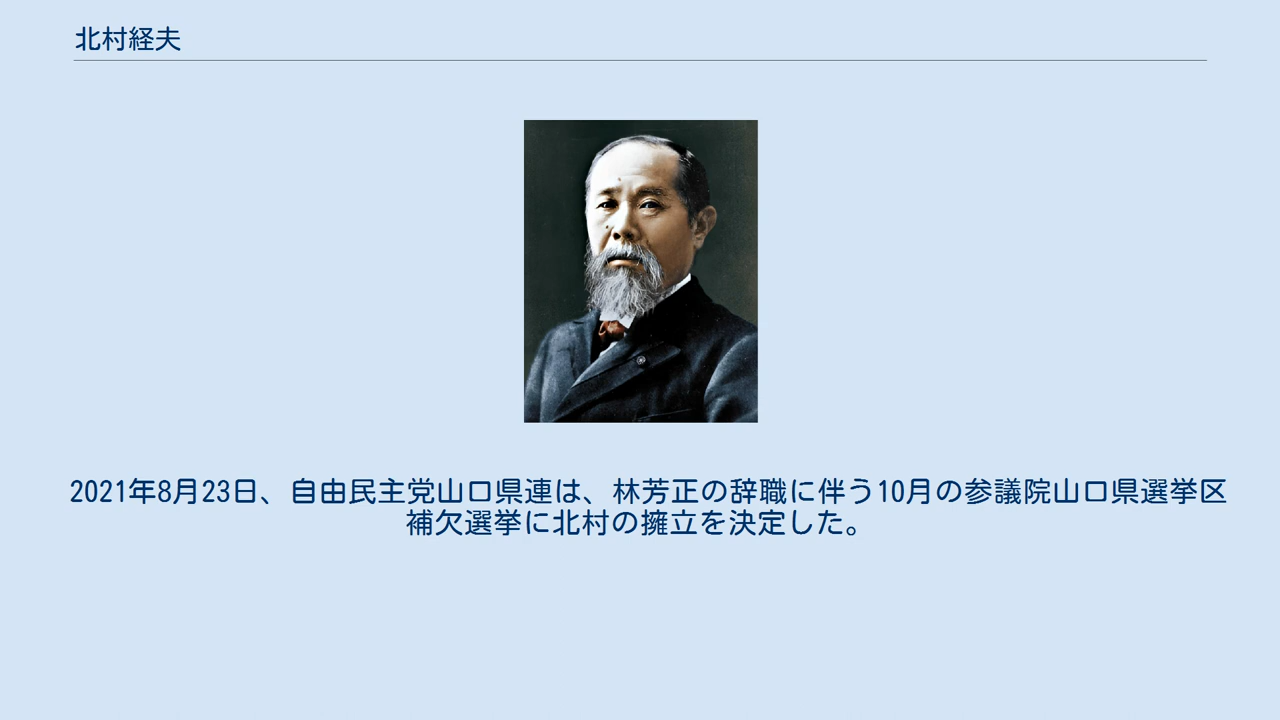 北村経夫
2021年8月23日、自由民主党山口県連は、林芳正の辞職に伴う10月の参議院山口県選挙区
補欠選挙に北村の擁立を決定した。